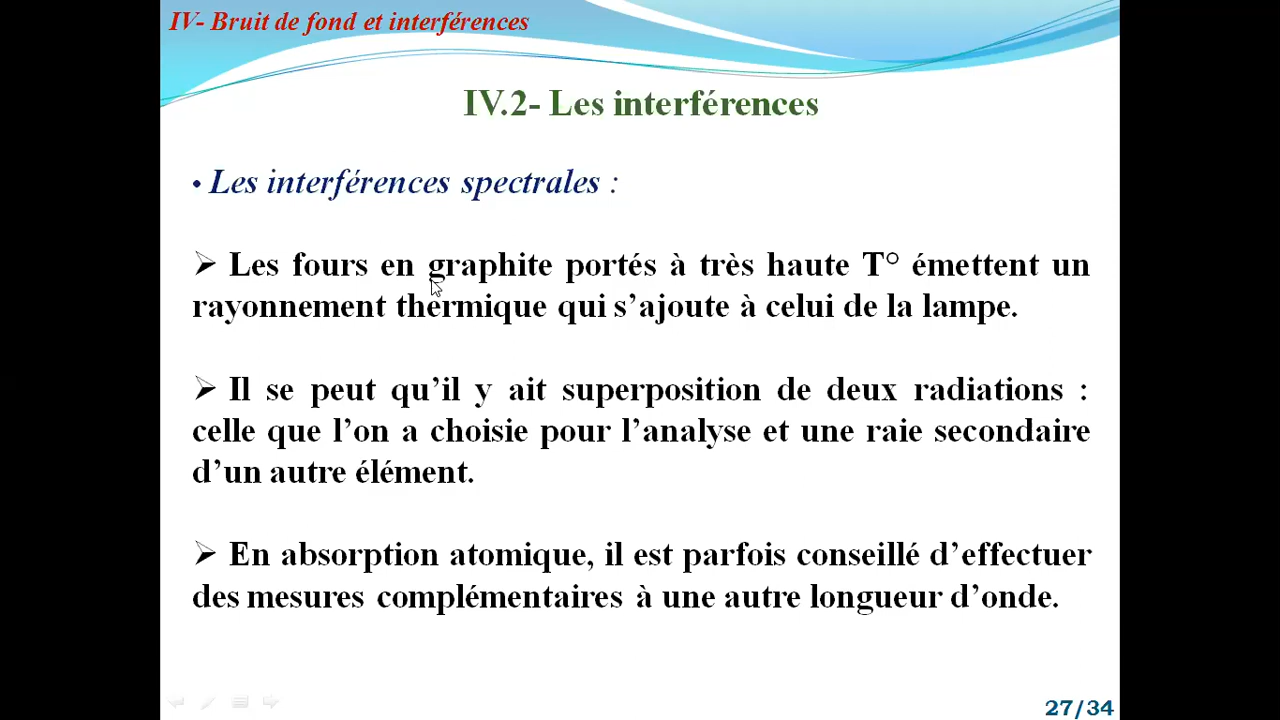 IV- Bruit de fond et interférences
IV.2- Les interférences
• Les interférences spectrales :
➢ Les fours en graphite portés à très haute T° émettent un
rayonnement thermique qui s’ajoute à celui de la lampe.
➢ Il se peut qu’il y ait superposition de deux radiations :
celle que l’on a choisie pour l’analyse et une raie secondaire
d’un autre élément.
➢ En absorption atomique, il est parfois conseillé d’effectuer
des mesures complémentaires à une autre longueur d’onde.
27/34